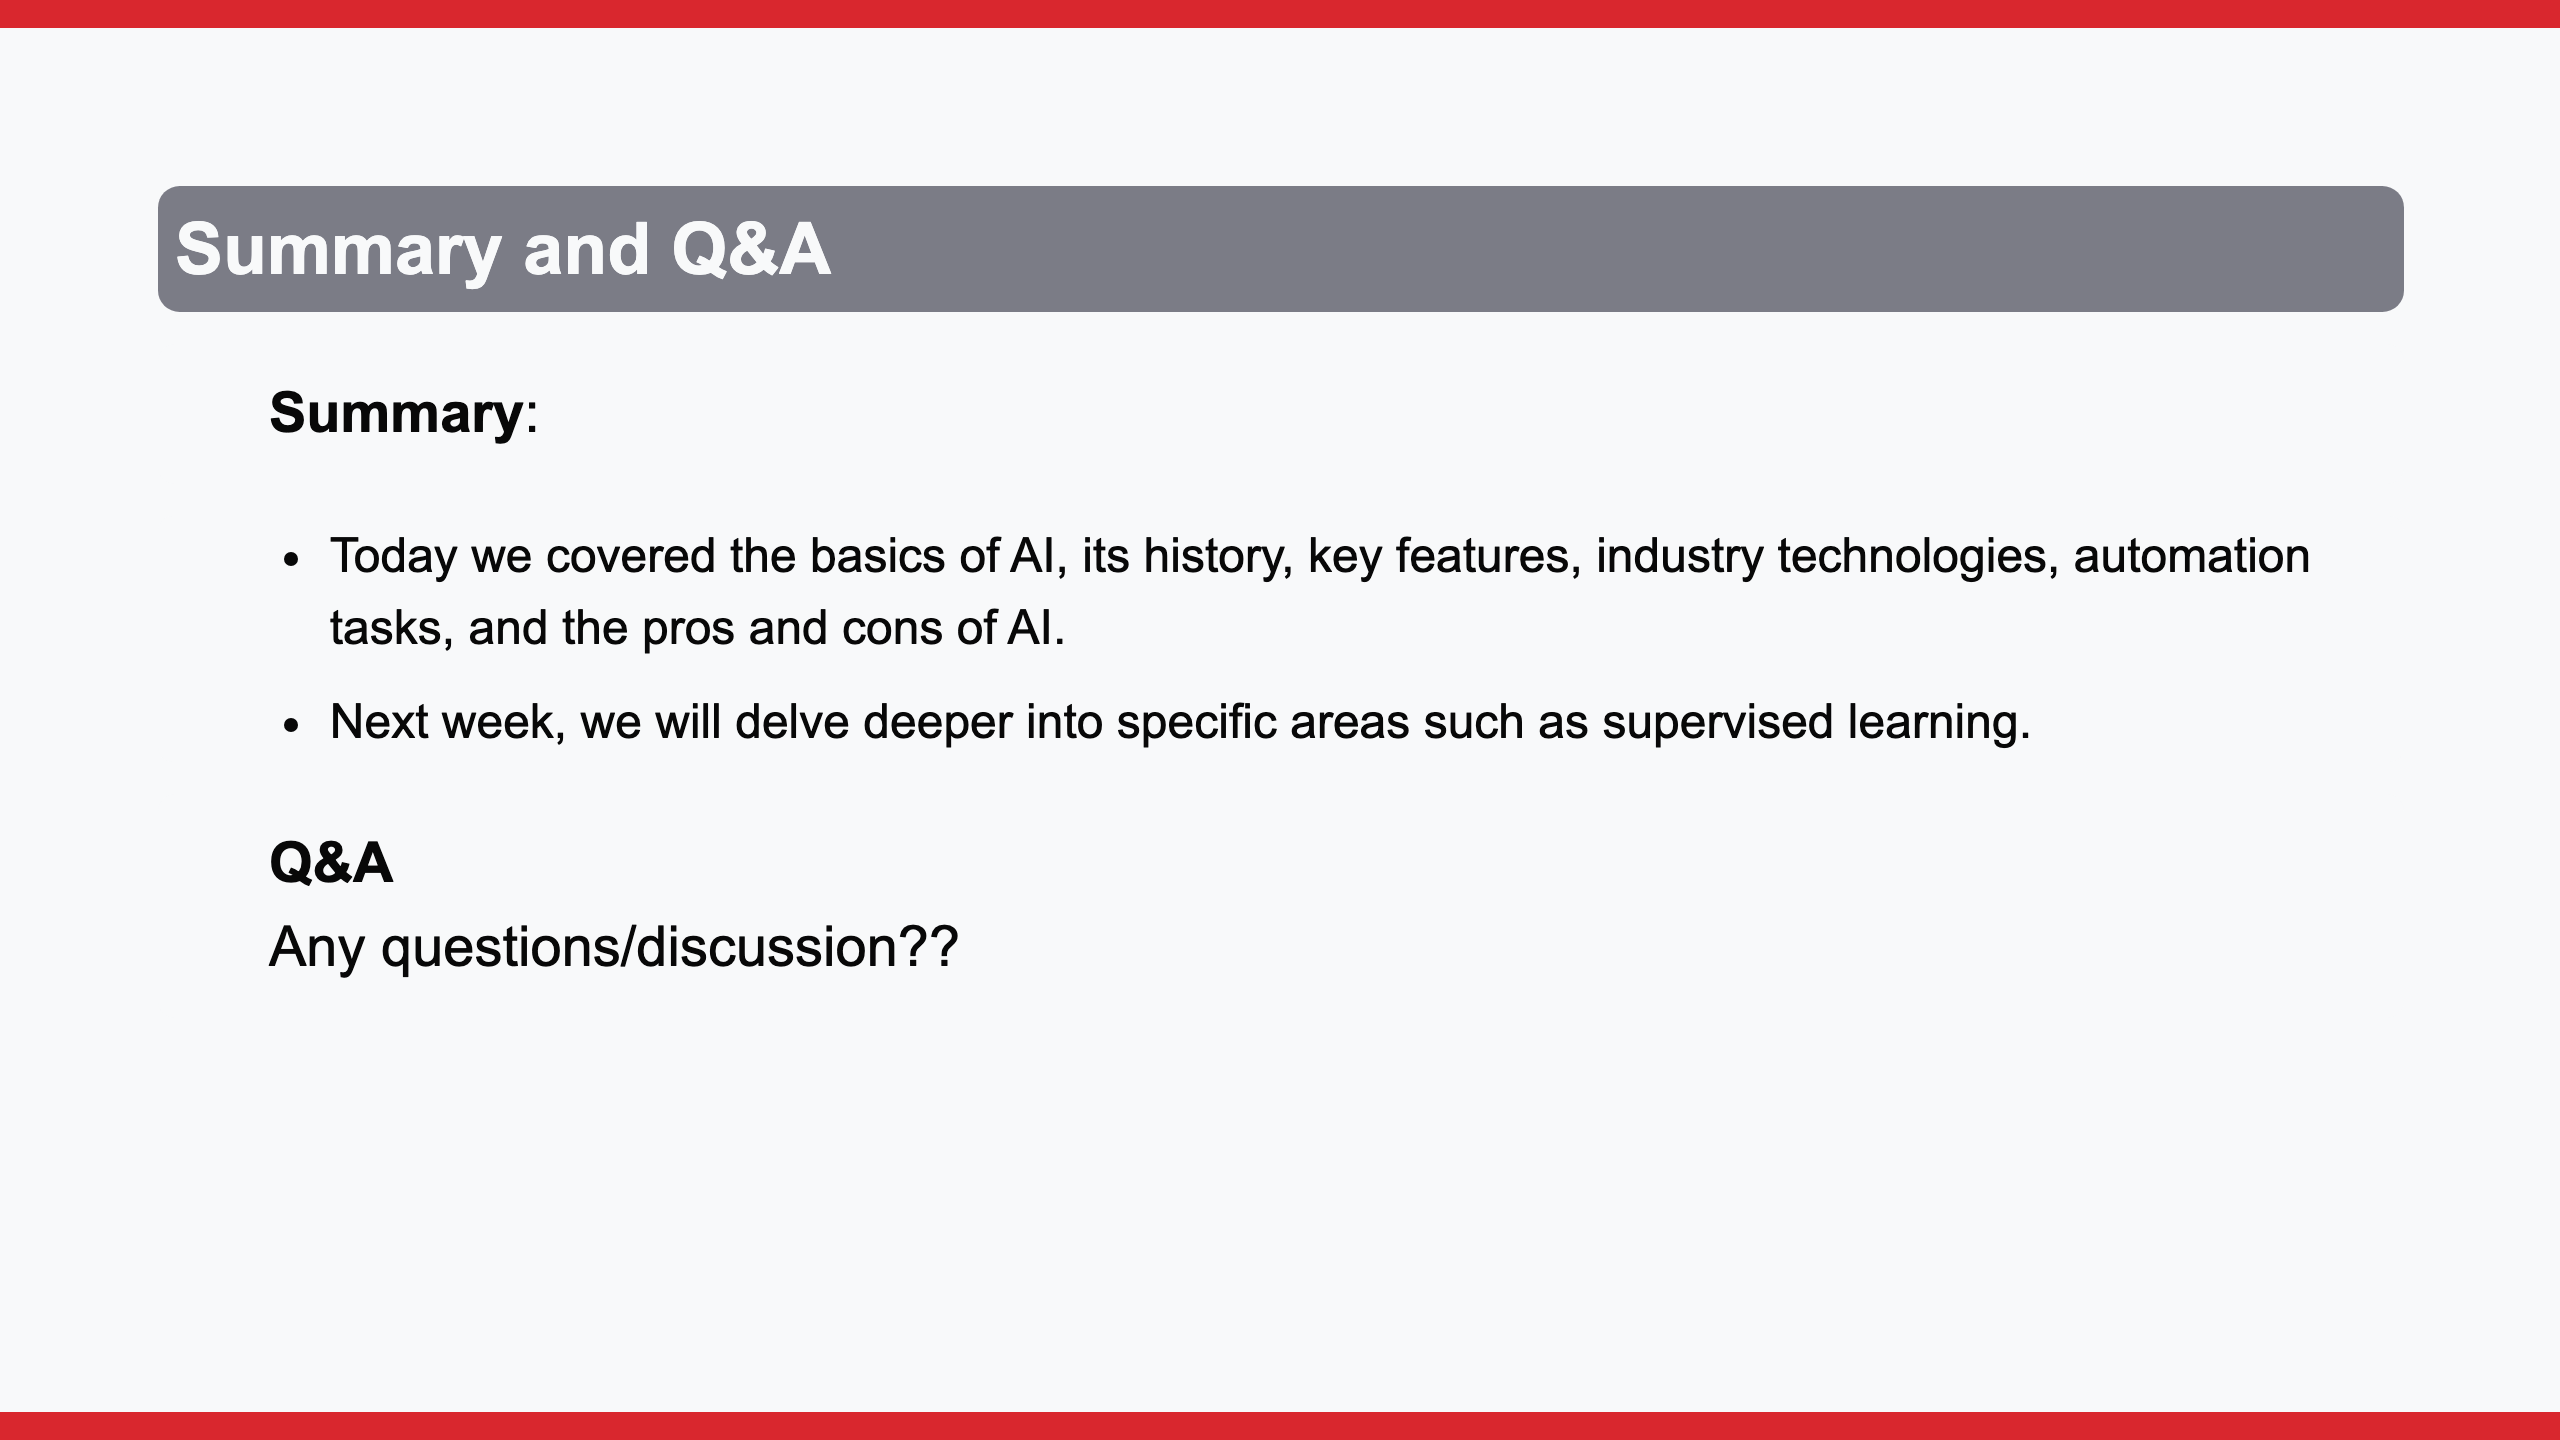 Summary and Q&A
Summary:
• Today we covered the basics of AI, its history, key features, industry technologies, automation
tasks, and the pros and cons of AI.
• Next week, we will delve deeper into specific areas such as supervised learning.
Q&A
Any questions/discussion??